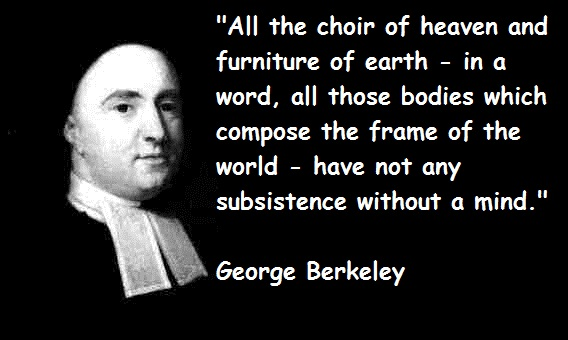 "All the choir of heaven and
furniture of earth - in a
word, all those bodies which
compose the frame of the
world - have not any
subsistence without a mind."
George Berkeley